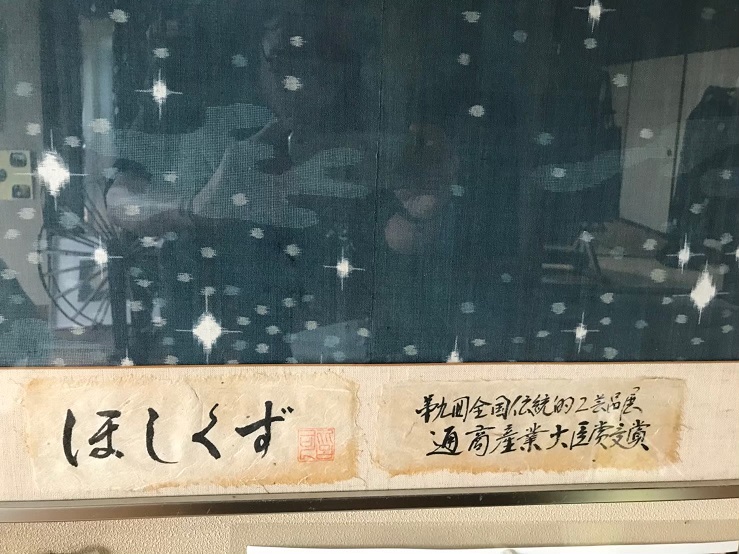 ほしくず
第九回全国伝統的工芸品展
通商産業大臣賞受賞